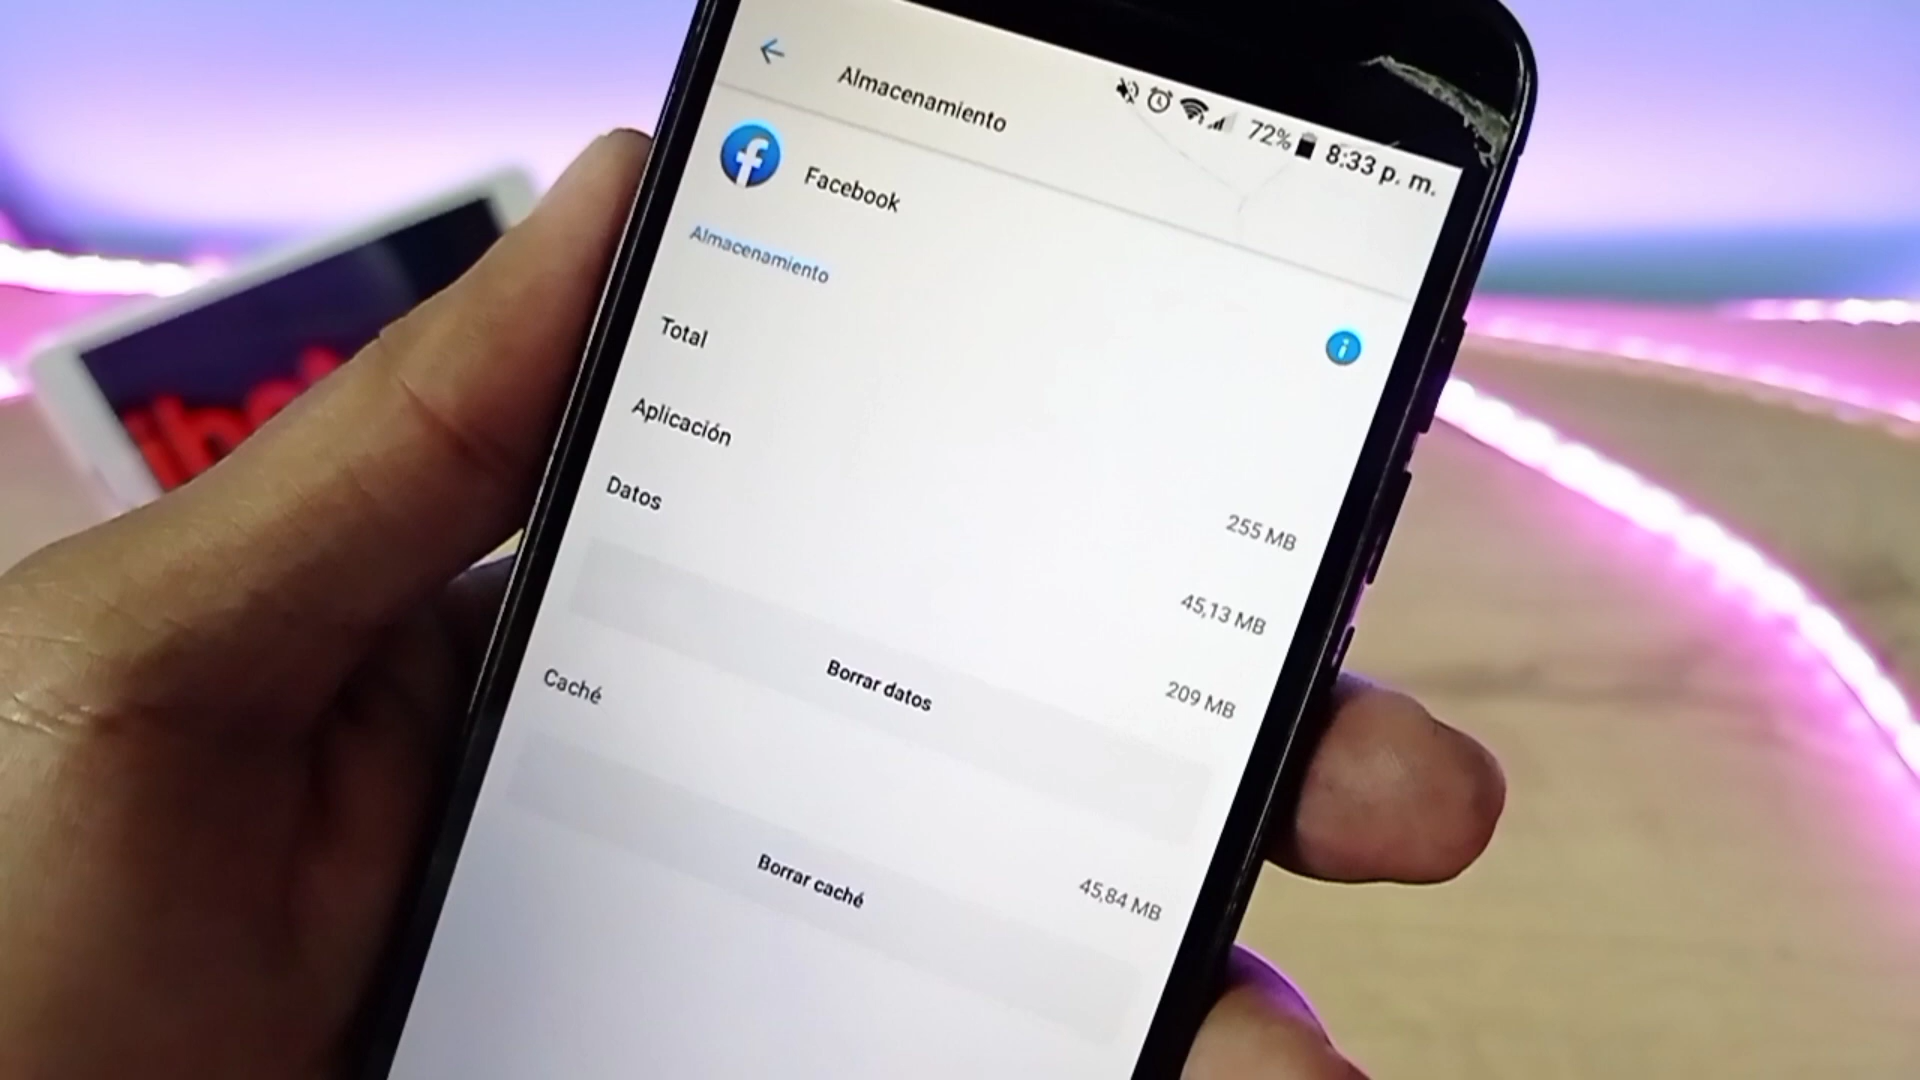 Almacenamiento
72% 8:33 p. m.
Facebook
Almacenamiento
Total
255 MB
Aplicación
45,13 MB
Datos
209 MB
Borrar datos
Caché
45,84 MB
Borrar caché